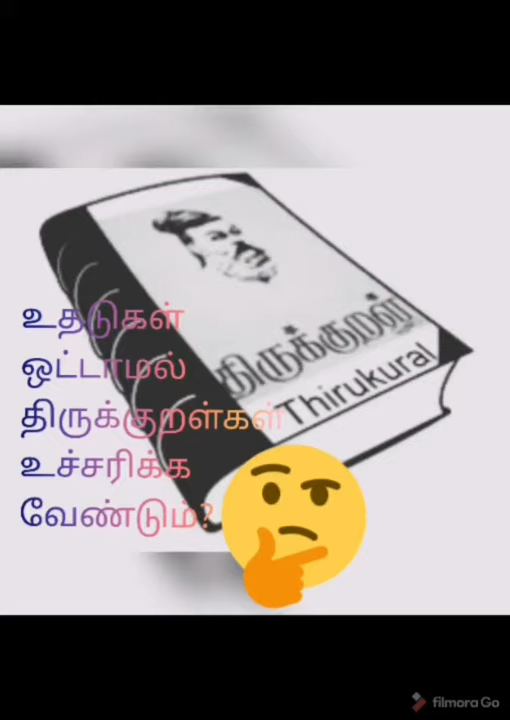 திருக்குறள்
Thirukural
உதடுகள்
ஒட்டாமல்
திருக்குறள்கள்
உச்சரிக்க
வேண்டும்?
filmora Go